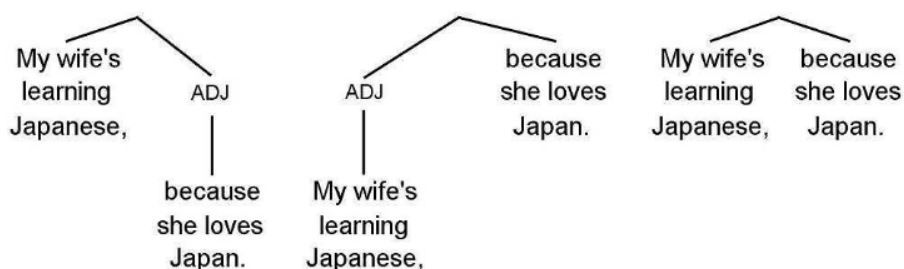 My wife's
learning
Japanese,
ADJ
because
she loves
Japan.
ADJ
My wife's
learning
Japanese,
because
she loves
Japan.
My wife's
learning
Japanese,
because
she loves
Japan.